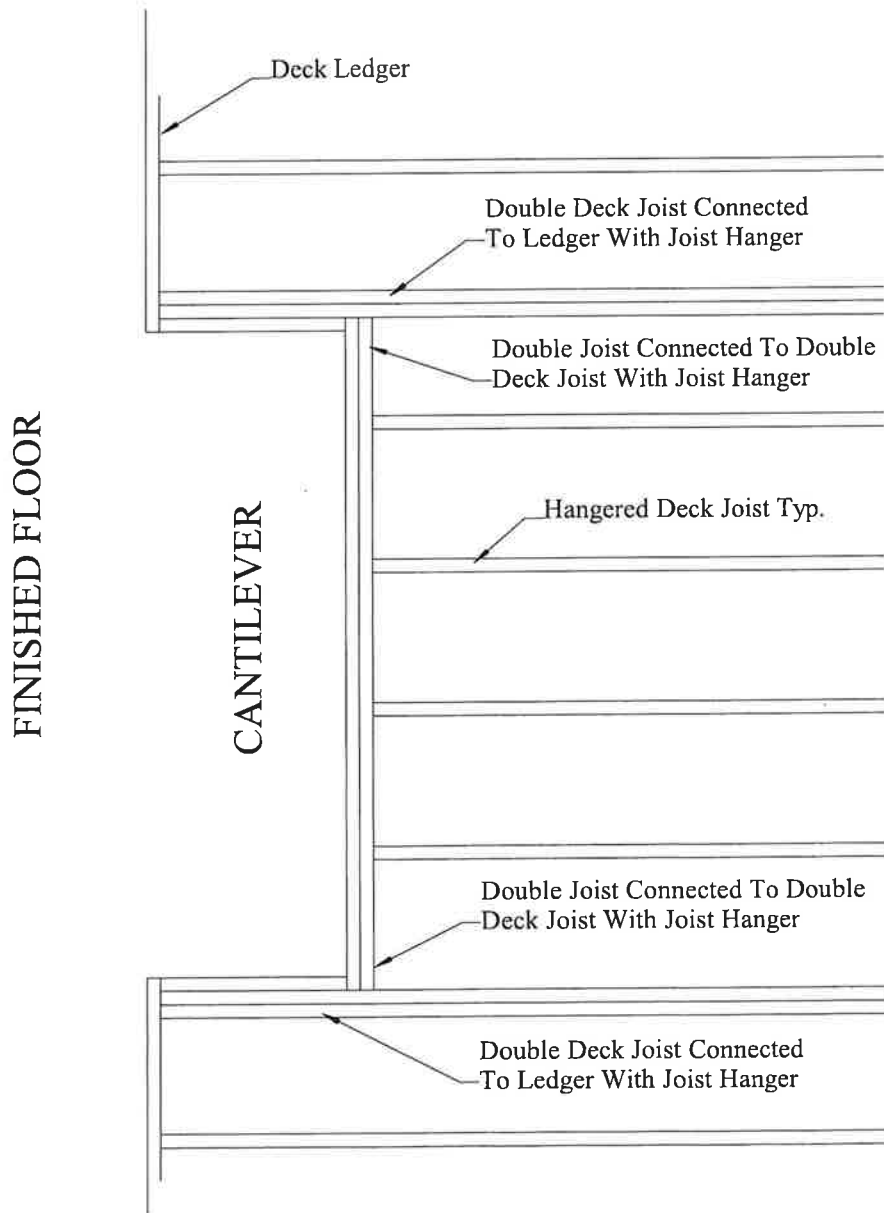 Deck Ledger
Double Deck Joist Connected
To Ledger With Joist Hanger
Double Joist Connected To Double
Deck Joist With Joist Hanger
FINISHED FLOOR
CANTILEVER
Hangered Deck Joist Typ.
Double Joist Connected To Double
Deck Joist With Joist Hanger
Double Deck Joist Connected
To Ledger With Joist Hanger